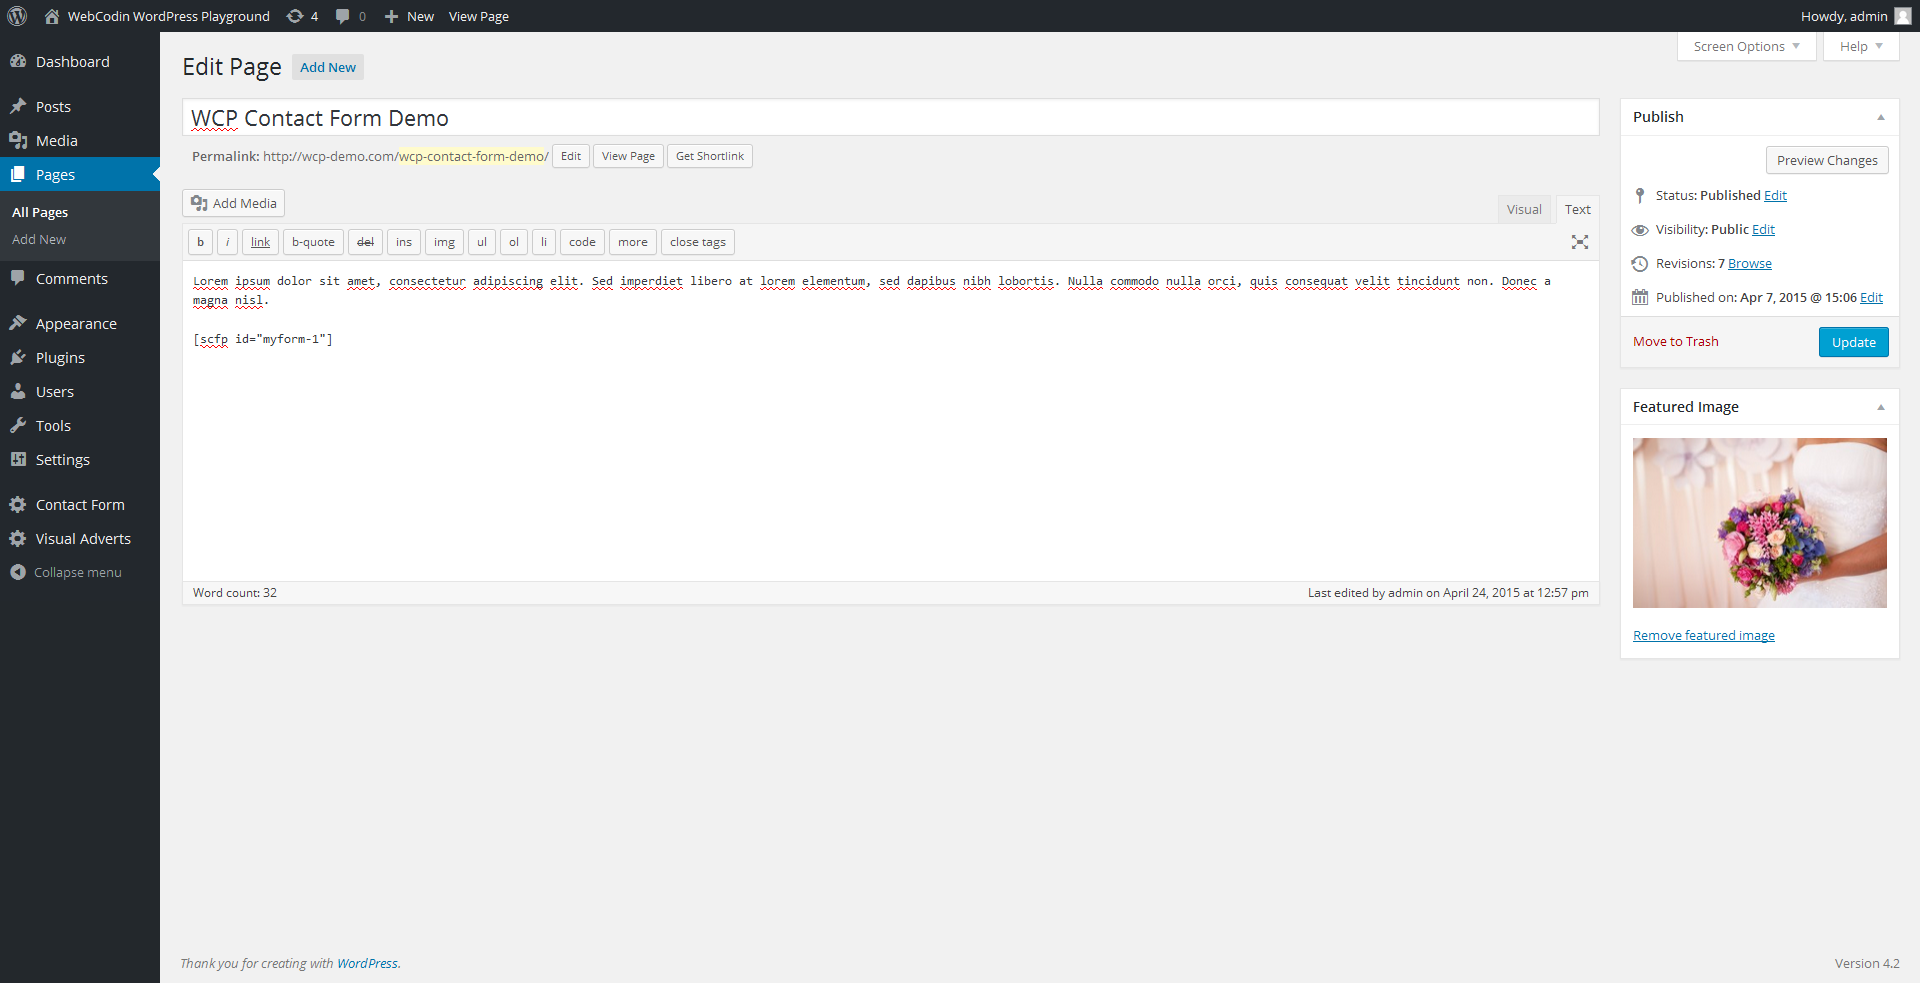 WebCodin WordPress Playground 4 0 New View Page Howdy, admin
Screen Options Help
Dashboard
Posts
Media
Pages
All Pages
Add New
Comments
Appearance
Plugins
Users
Tools
Settings
Contact Form
Visual Adverts
Collapse menu
Edit Page Add New
WCP Contact Form Demo
Permalink: http://wcp-demo.com/wcp-contact-form-demo/ Edit View Page Get Shortlink
Add Media
Visual Text
b i link b-quote del ins img ul ol li code more close tags
Lorem ipsum dolor sit amet, consectetur adipiscing elit. Sed imperdiet libero at lorem elementum, sed dapibus nibh lobortis. Nulla commodo nulla orci, quis consequat velit tincidunt non. Donec a
magna nisl.
[scfp id="myform-1"]
Word count: 32 Last edited by admin on April 24, 2015 at 12:57 pm
Publish
Preview Changes
Status: Published Edit
Visibility: Public Edit
Revisions: 7 Browse
Published on: Apr 7, 2015 @ 15:06 Edit
Move to Trash Update
Featured Image
Remove featured image
Thank you for creating with WordPress. Version 4.2